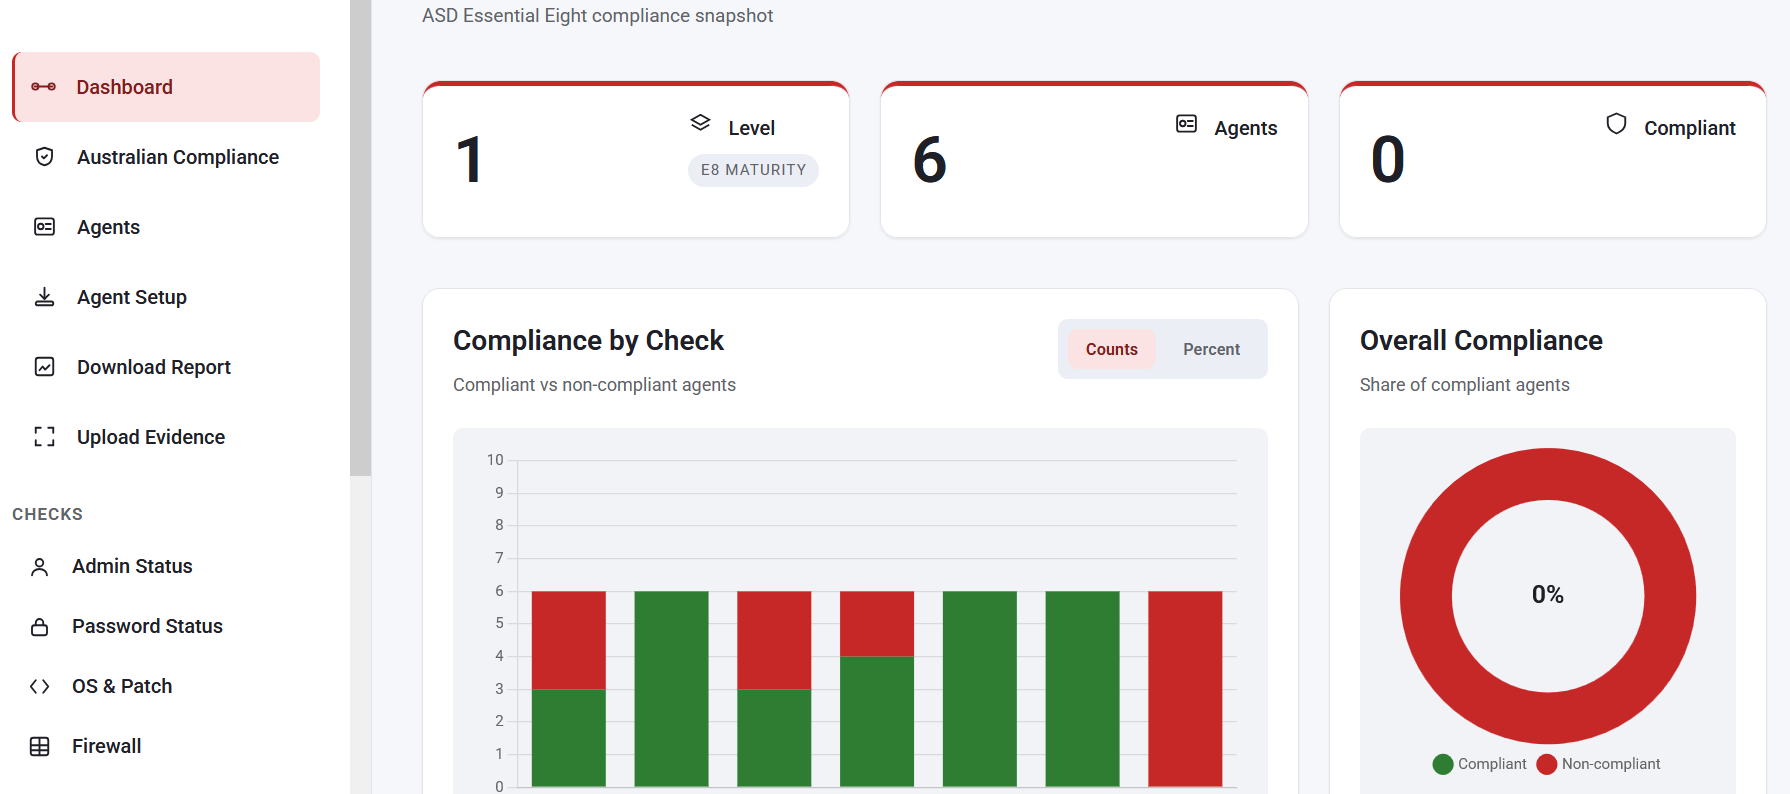 ASD Essential Eight compliance snapshot
Dashboard
Australian Compliance
Agents
Agent Setup
Download Report
Upload Evidence
CHECKS
Admin Status
Password Status
OS & Patch
Firewall
1
Level
E8 MATURITY
6
Agents
0
Compliant
Compliance by Check
Compliant vs non-compliant agents
Counts
Percent
10
9
8
7
6
5
4
3
2
1
0
Overall Compliance
Share of compliant agents
0%
Compliant
Non-compliant